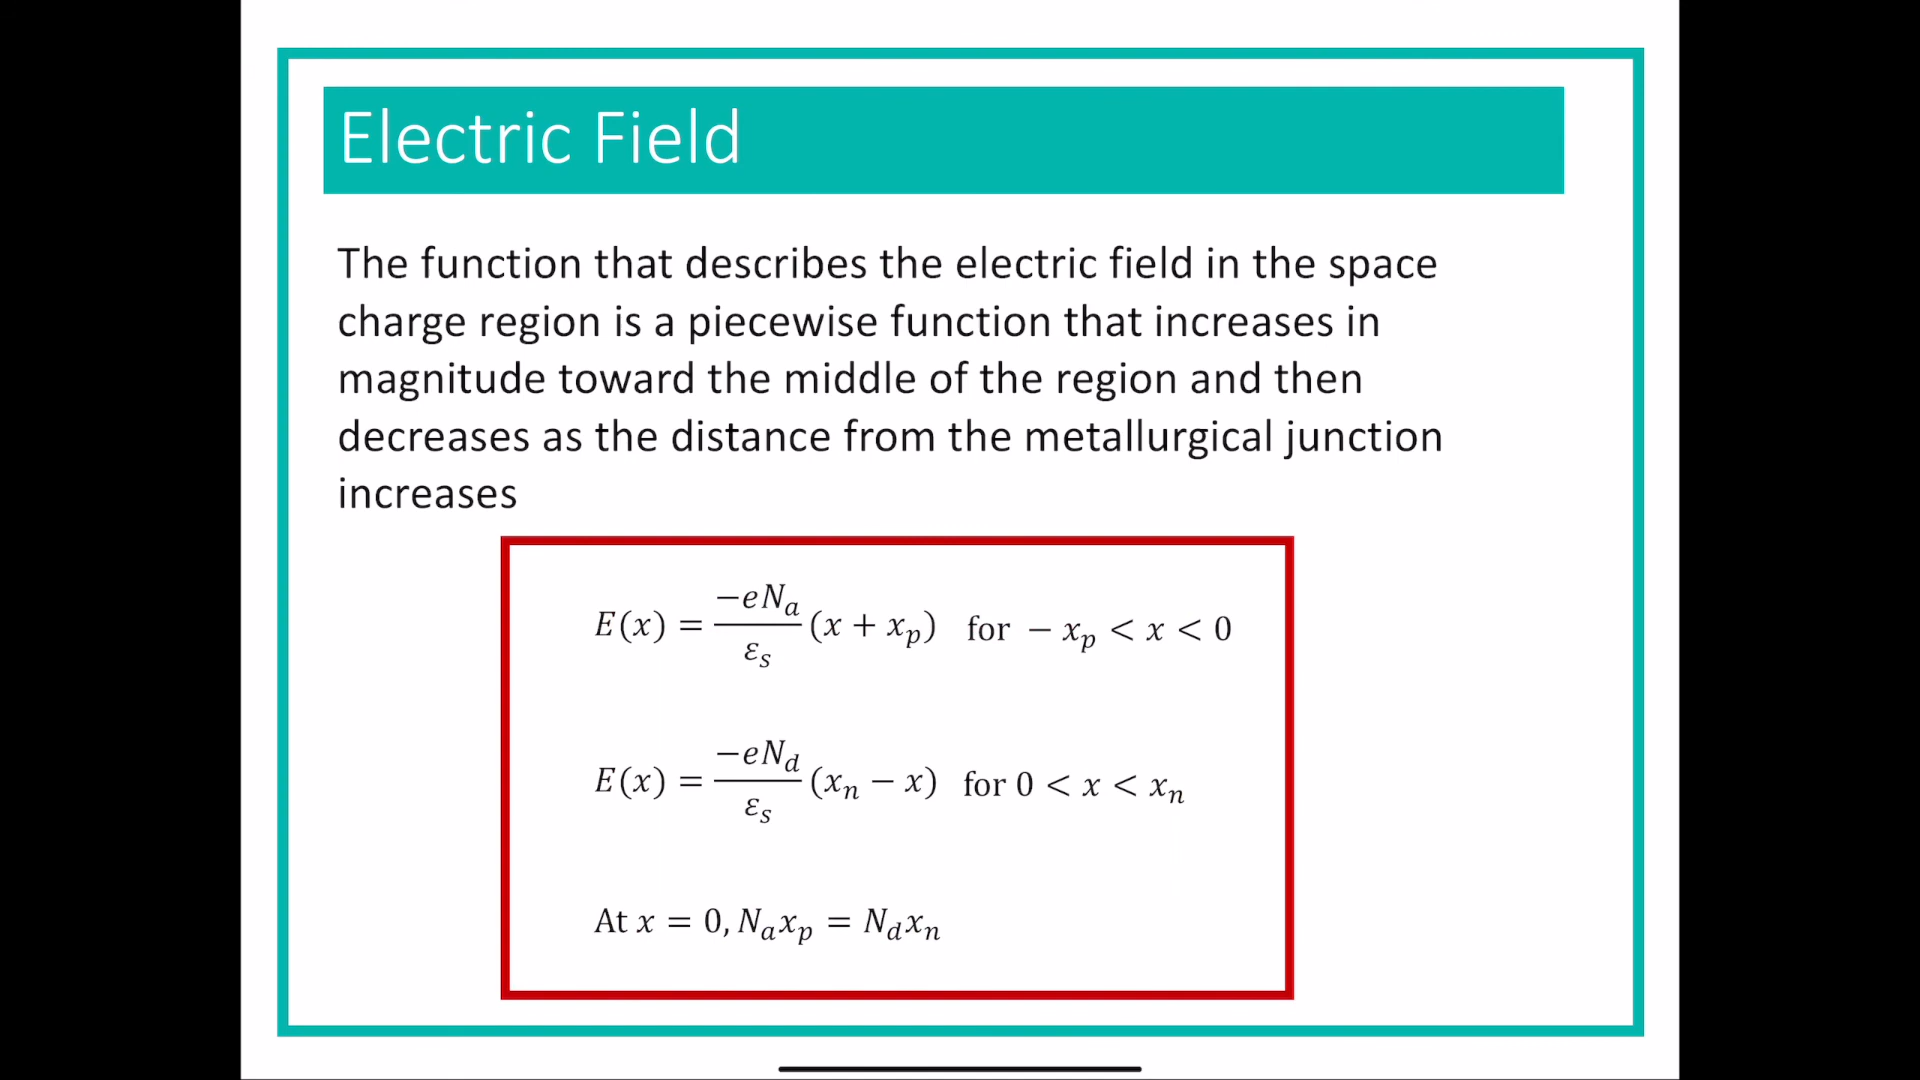 Electric Field
The function that describes the electric field in the space
charge region is a piecewise function that increases in
magnitude toward the middle of the region and then
decreases as the distance from the metallurgical junction
increases
E(x) = \frac{-eN_a}{ε_s}(x + x_p) for − x_p < x < 0
E(x) = \frac{-eN_d}{ε_s}(x_n − x) for 0 < x < x_n
At x = 0, N_a x_p = N_d x_n